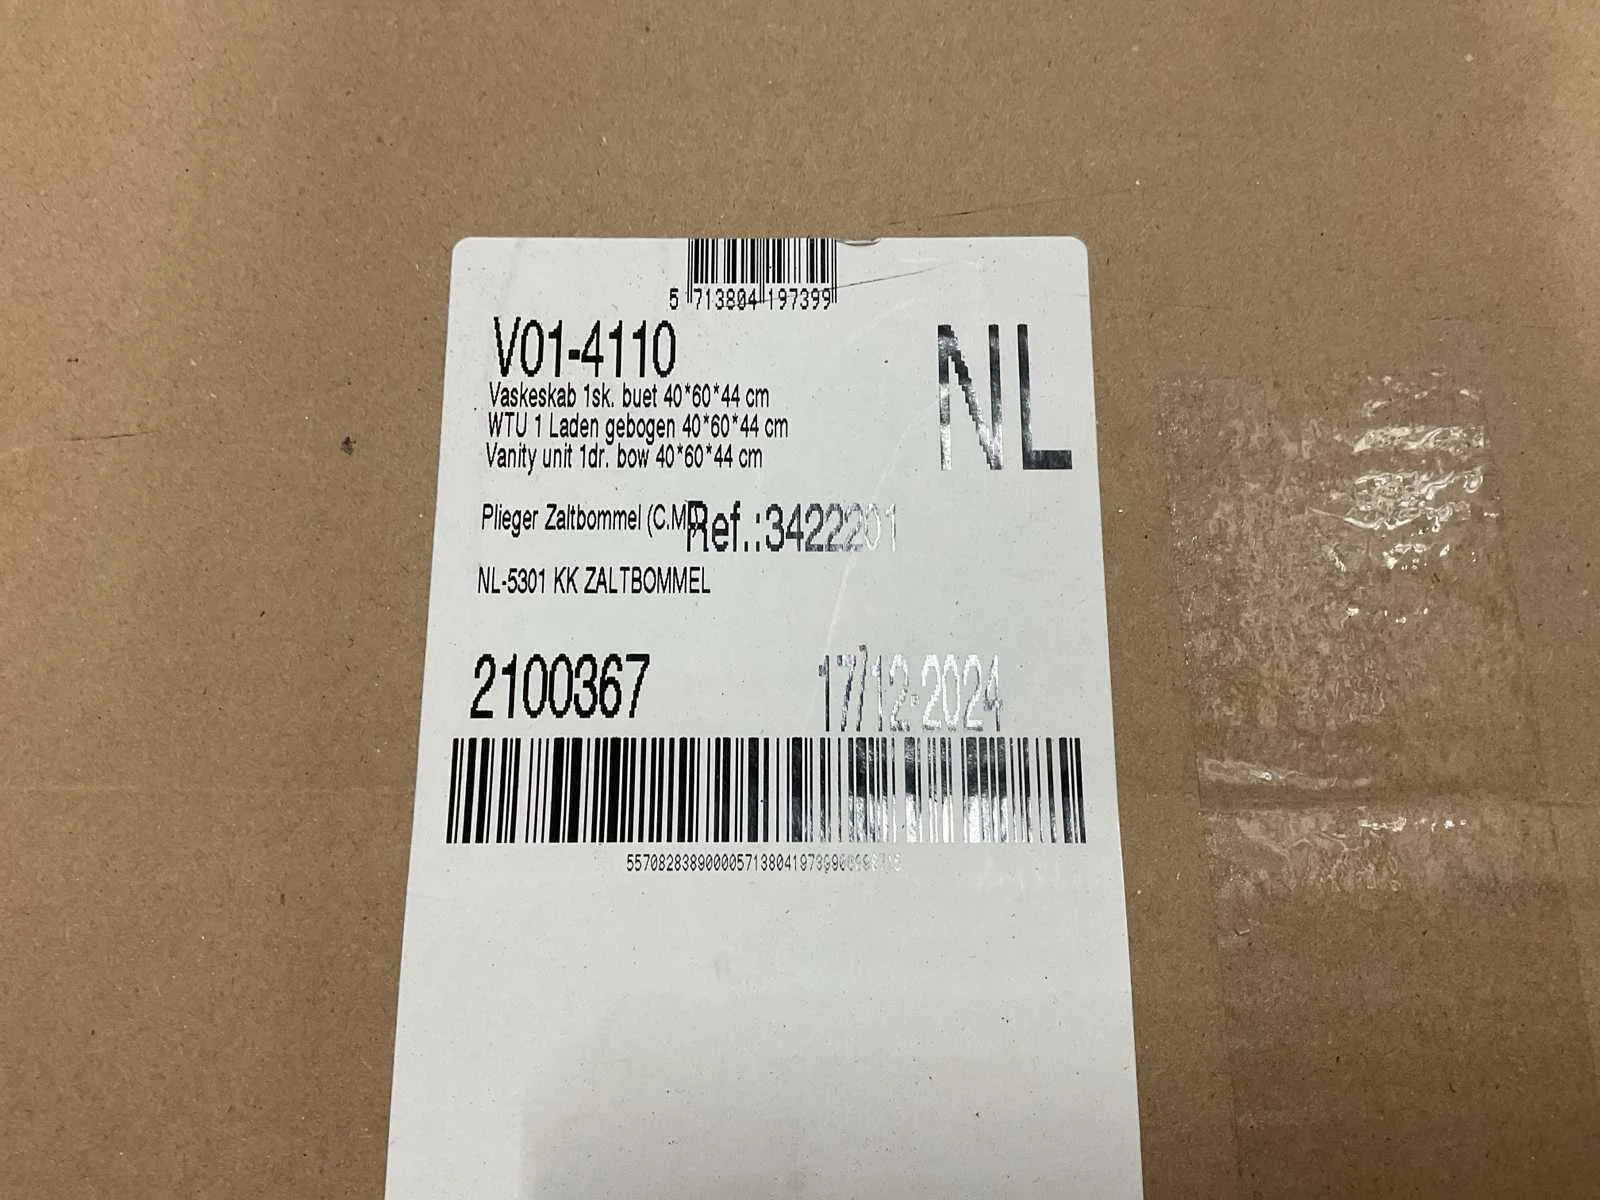 5 713804 197399
V01-4110
NL
Vaskeskab 1sk. buet 40*60*44 cm
WTU 1 Laden gebogen 40*60*44 cm
Vanity unit 1dr. bow 40*60*44 cm
Plieger Zaltbommel (C.M.) Ref.:3422201
NL-5301 KK ZALTBOMMEL
2100367
17/12-2024